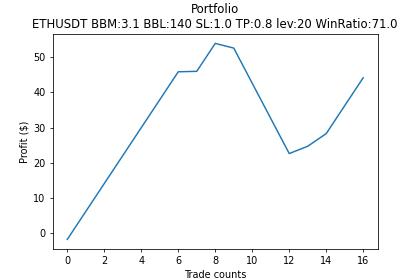 Portfolio
ETHUSDT BBM:3.1 BBL:140 SL:1.0 TP:0.8 lev:20 WinRatio:71.0
50
40
30
20
10
0
Profit ($)
0 2 4 6 8 10 12 14 16
Trade counts